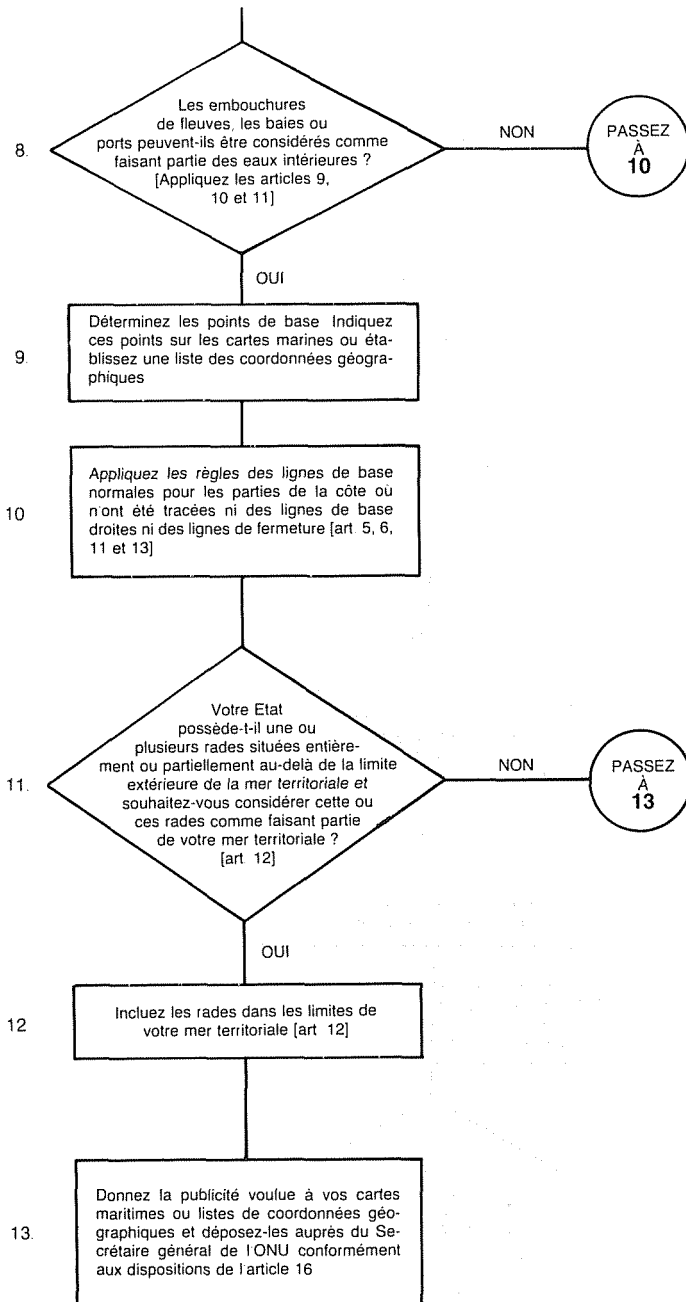 Les embouchures
de fleuves, les baies ou
ports peuvent-ils être considérés comme
faisant partie des eaux intérieures ?
[Appliquez les articles 9,
10 et 11]
8.
NON
PASSEZ
À
10
OUI
9.
Déterminez les points de base Indiquez
ces points sur les cartes marines ou éta-
blissez une liste des coordonnées géogra-
phiques
10
Appliquez les règles des lignes de base
normales pour les parties de la côte où
n'ont été tracées ni des lignes de base
droites ni des lignes de fermeture [art 5, 6,
11 et 13]
11.
Votre Etat
possède-t-il une ou
plusieurs rades situées entière-
ment ou partiellement au-delà de la limite
extérieure de la mer territoriale et
souhaitez-vous considérer cette ou
ces rades comme faisant partie
de votre mer territoriale ?
[art 12]
NON
PASSEZ
À
13
OUI
12
Incluez les rades dans les limites de
votre mer territoriale [art 12]
13.
Donnez la publicité voulue à vos cartes
maritimes ou listes de coordonnées géo-
graphiques et déposez-les auprès du Se-
crétaire général de l'ONU conformément
aux dispositions de l'article 16